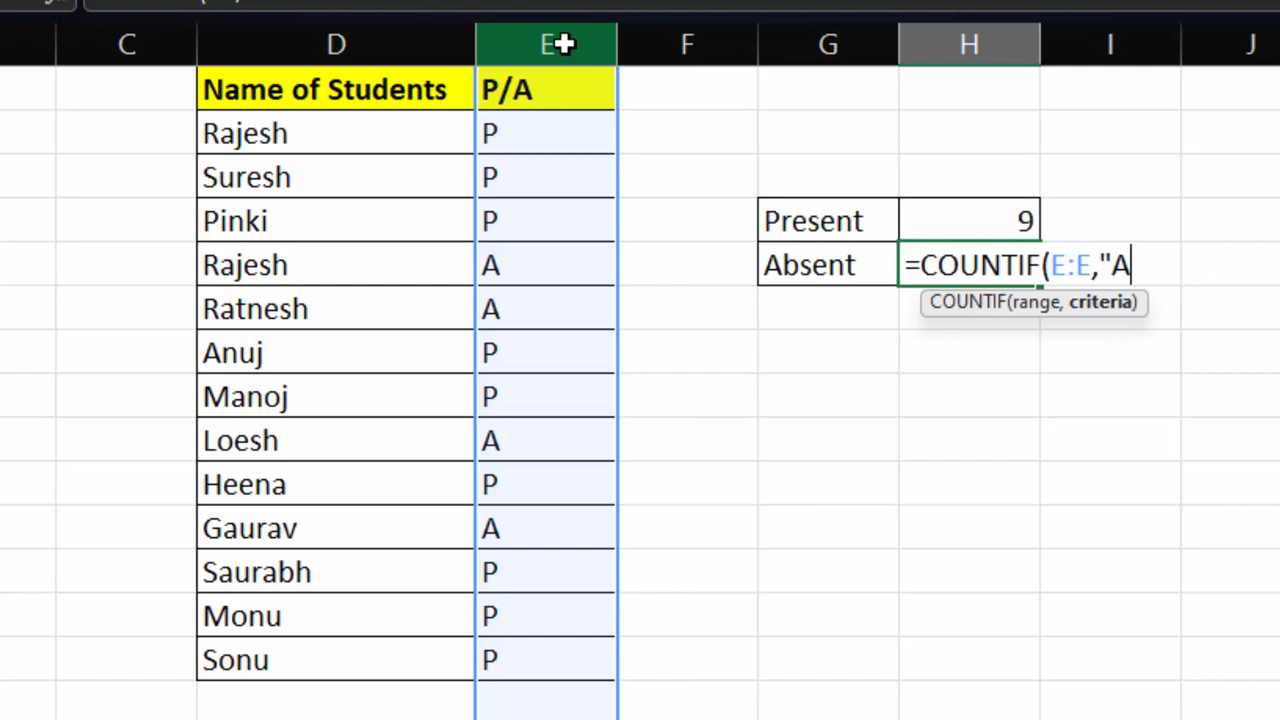 C D E F G H I J
Name of Students P/A
Rajesh P
Suresh P
Pinki P Present 9
Rajesh A Absent =COUNTIF(E:E,"A
Ratnesh A COUNTIF(range, criteria)
Anuj P
Manoj P
Loesh A
Heena P
Gaurav A
Saurabh P
Monu P
Sonu P